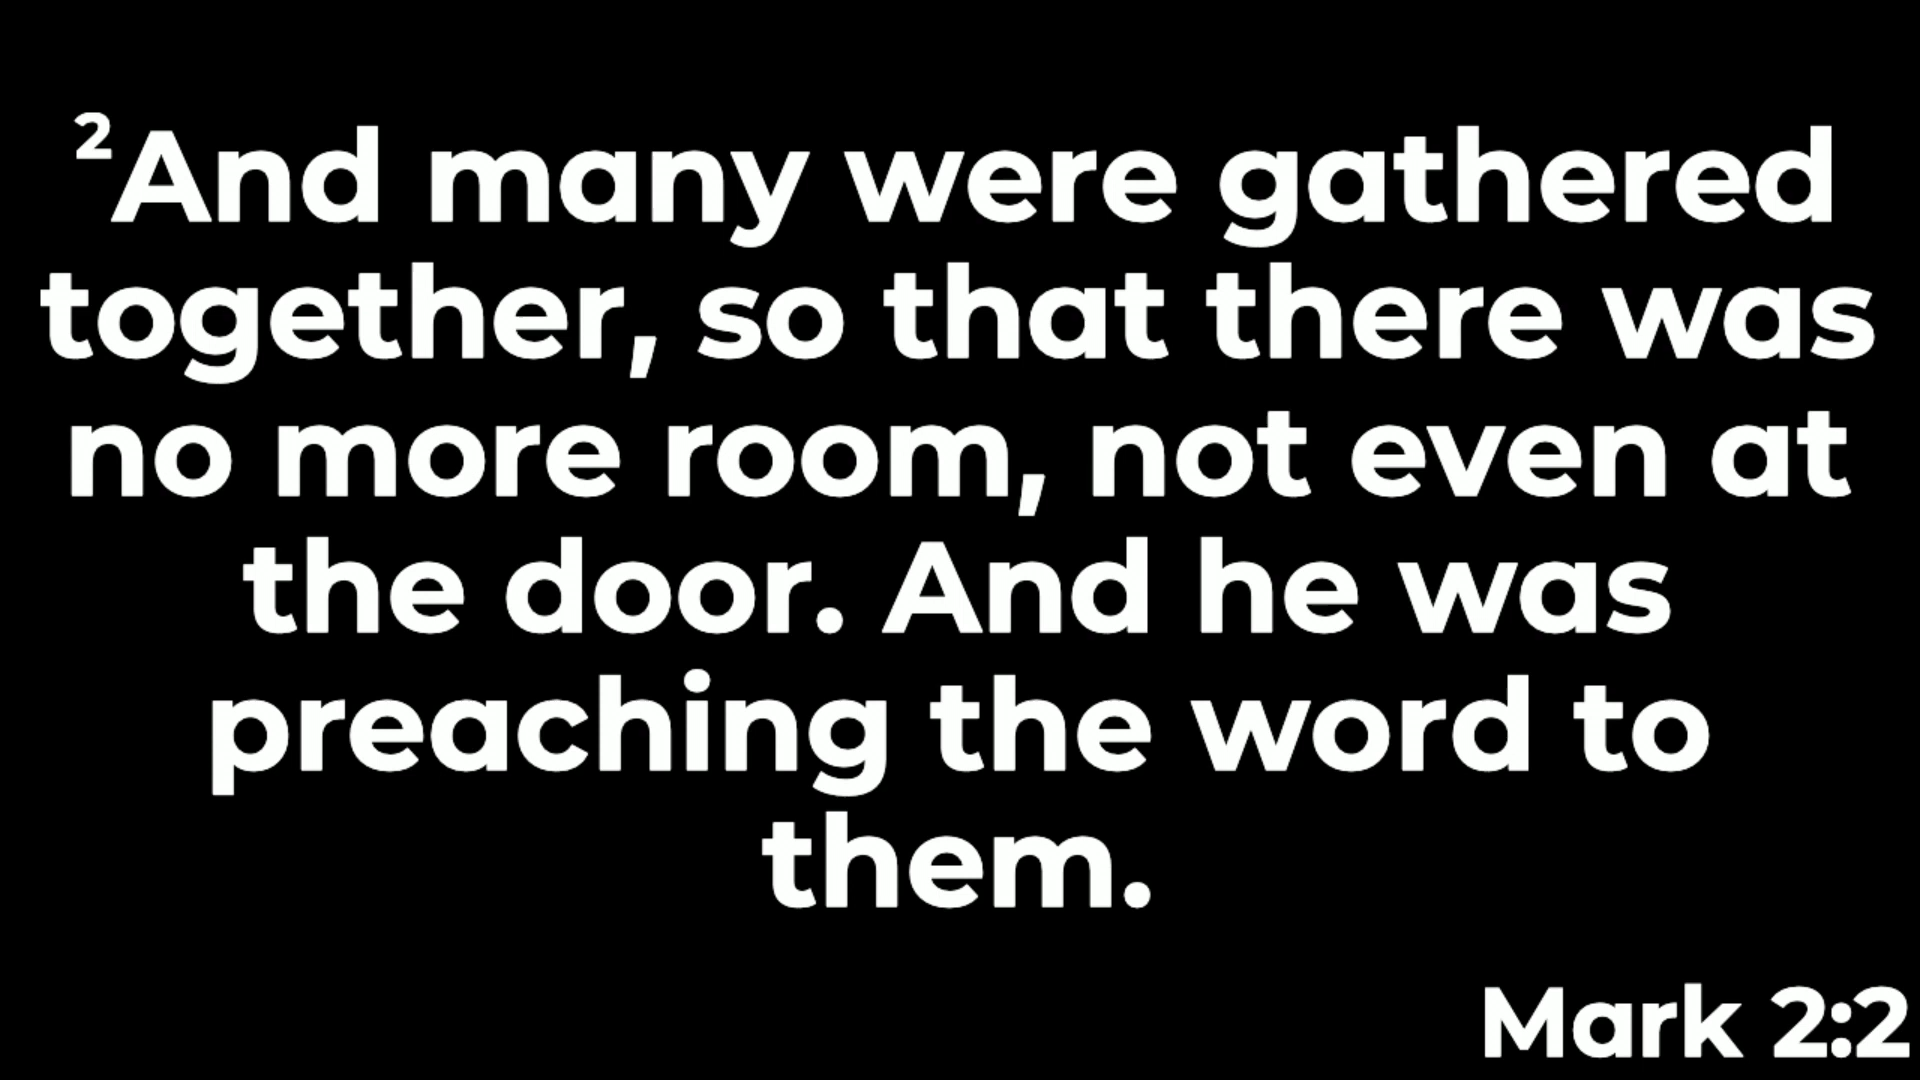 ²And many were gathered
together, so that there was
no more room, not even at
the door. And he was
preaching the word to
them.
Mark 2:2